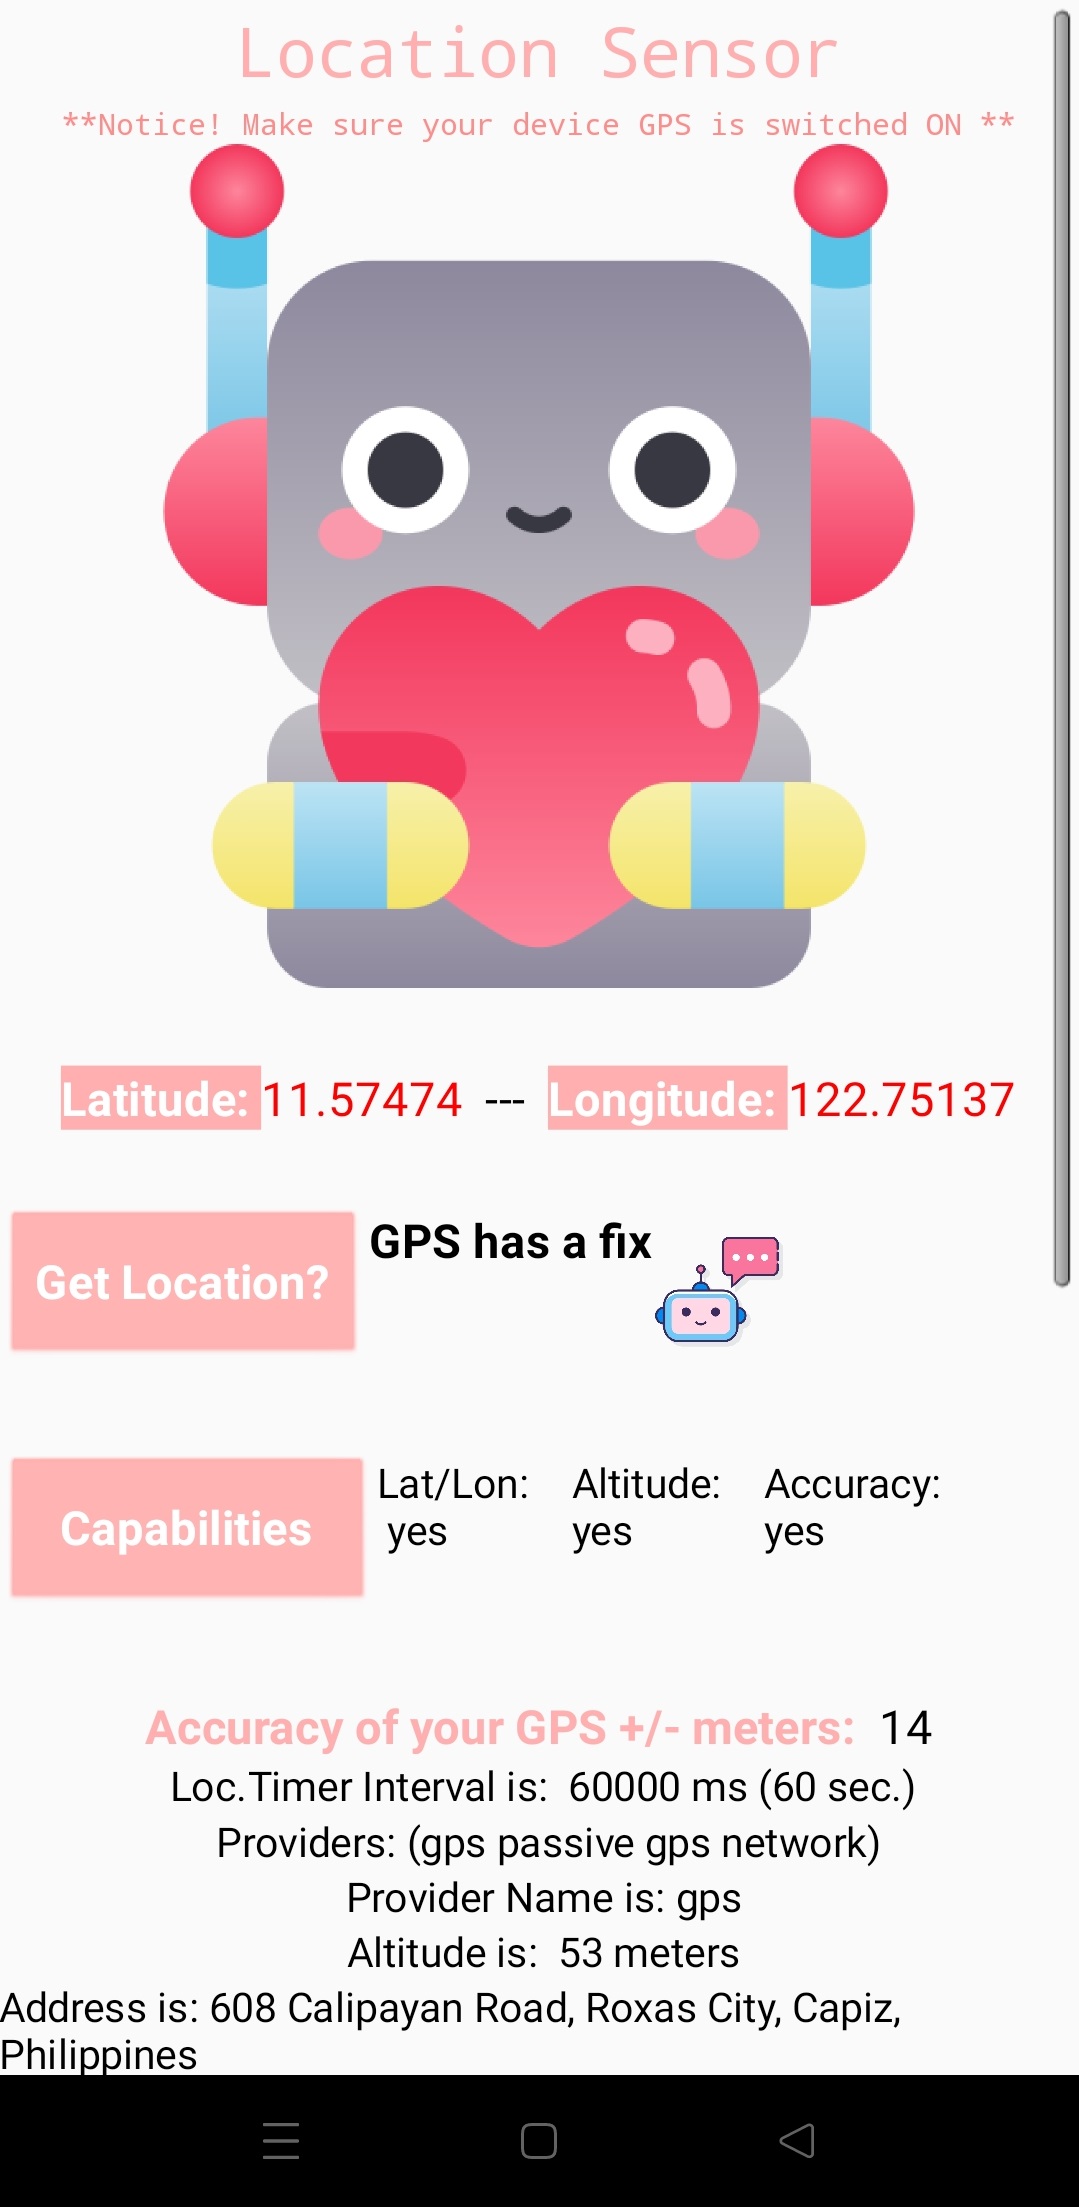 Location Sensor
**Notice! Make sure your device GPS is switched ON **
Latitude: 11.57474 --- Longitude: 122.75137
Get Location?
GPS has a fix
Capabilities
Lat/Lon: Altitude: Accuracy:
yes yes yes
Accuracy of your GPS +/- meters: 14
Loc.Timer Interval is: 60000 ms (60 sec.)
Providers: (gps passive gps network)
Provider Name is: gps
Altitude is: 53 meters
Address is: 608 Calipayan Road, Roxas City, Capiz,
Philippines